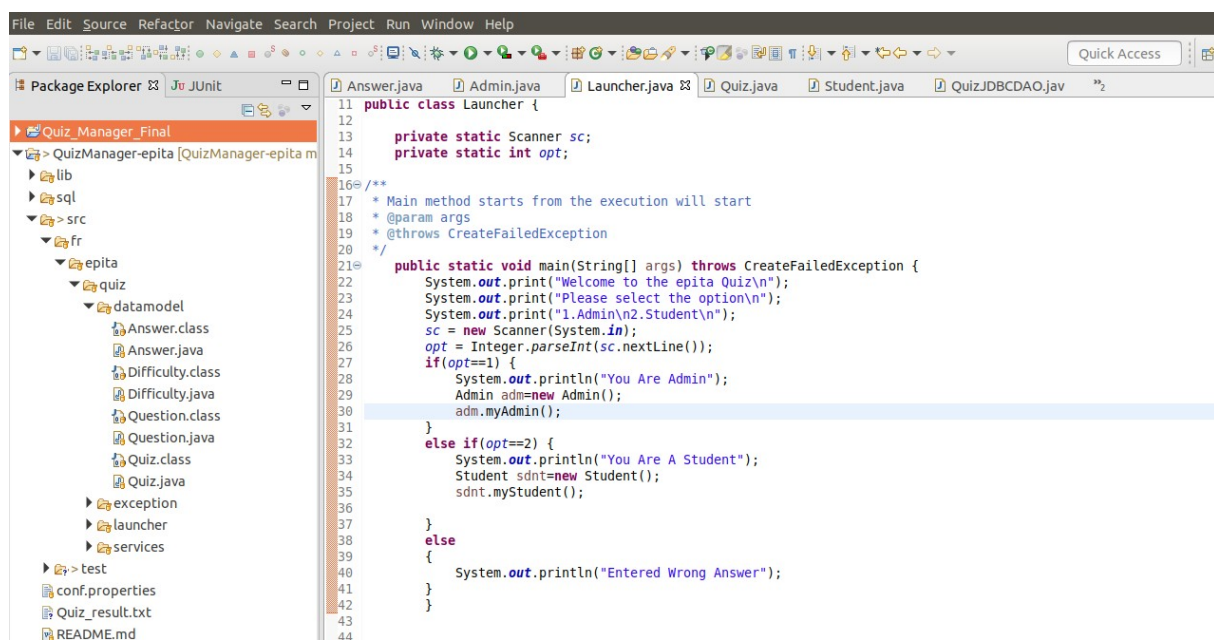 File Edit Source Refactor Navigate Search Project Run Window Help
Quick Access
Package Explorer JUnit
Quiz_Manager_Final
> QuizManager-epita [QuizManager-epita m
lib
sql
> src
fr
epita
quiz
datamodel
Answer.class
Answer.java
Difficulty.class
Difficulty.java
Question.class
Question.java
Quiz.class
Quiz.java
exception
launcher
services
> test
conf.properties
Quiz_result.txt
README.md
Answer.java Admin.java Launcher.java Quiz.java Student.java QuizJDBCDAO.jav »2
11 public class Launcher {
12
13 private static Scanner sc;
14 private static int opt;
15
16 /**
17 * Main method starts from the execution will start
18 * @param args
19 * @throws CreateFailedException
20 */
21 public static void main(String[] args) throws CreateFailedException {
22 System.out.print("Welcome to the epita Quiz\n");
23 System.out.print("Please select the option\n");
24 System.out.print("1.Admin\n2.Student\n");
25 sc = new Scanner(System.in);
26 opt = Integer.parseInt(sc.nextLine());
27 if(opt==1) {
28 System.out.println("You Are Admin");
29 Admin adm=new Admin();
30 adm.myAdmin();
31 }
32 else if(opt==2) {
33 System.out.println("You Are A Student");
34 Student sdnt=new Student();
35 sdnt.myStudent();
36
37 }
38 else
39 {
40 System.out.println("Entered Wrong Answer");
41 }
42 }
43
44